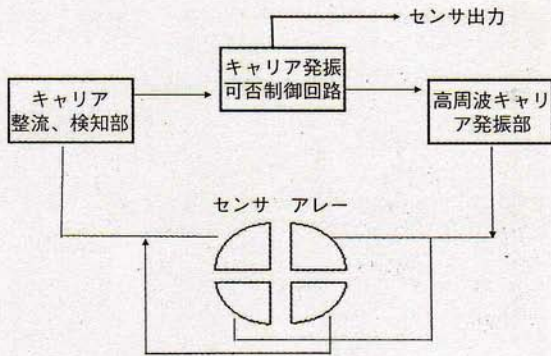 センサ出力
キャリア発振
可否制御回路
キャリア
整流、検知部
高周波キャリ
ア発振部
センサ アレー